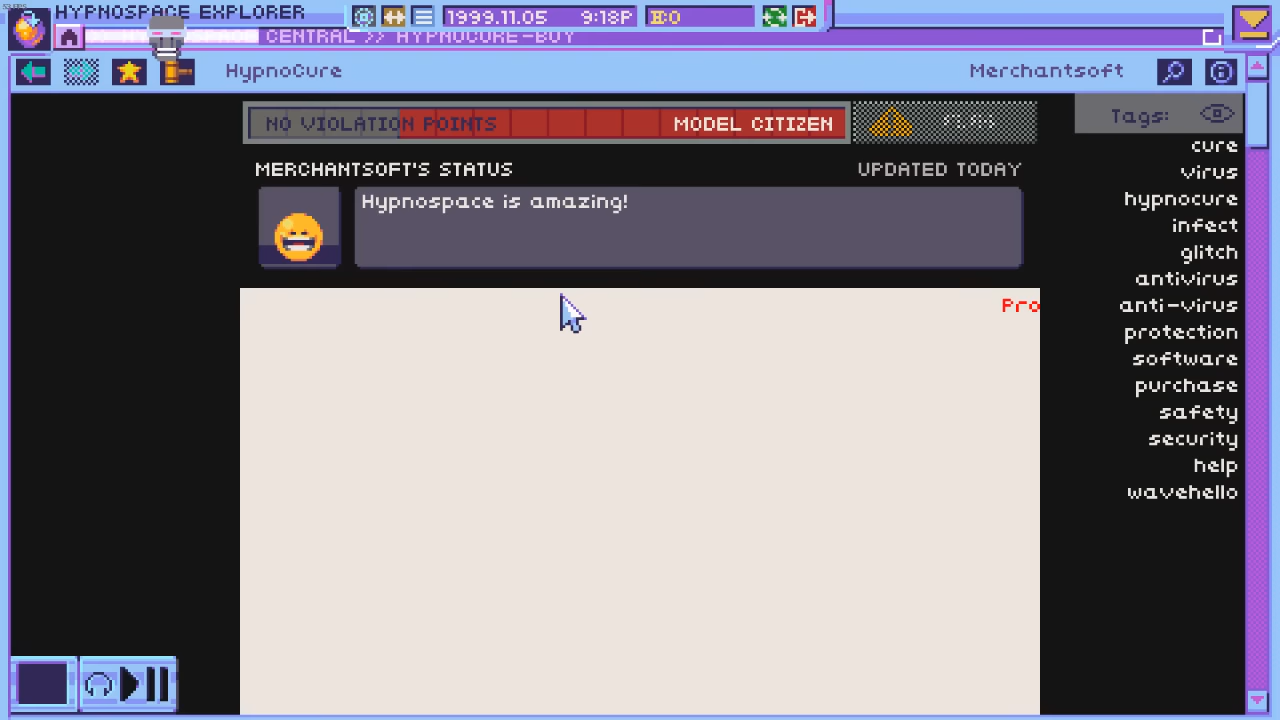 HYPNOSPACE EXPLORER
1999.11.05 9:18P
:0
CENTRAL >> HYPNOCURE-BUY
HypnoCure
Merchantsoft
NO VIOLATION POINTS
MODEL CITIZEN
Tags:
MERCHANTSOFT'S STATUS
UPDATED TODAY
Hypnospace is amazing!
Pro
cure
virus
hypnocure
infect
glitch
antivirus
anti-virus
protection
software
purchase
safety
security
help
wavehello